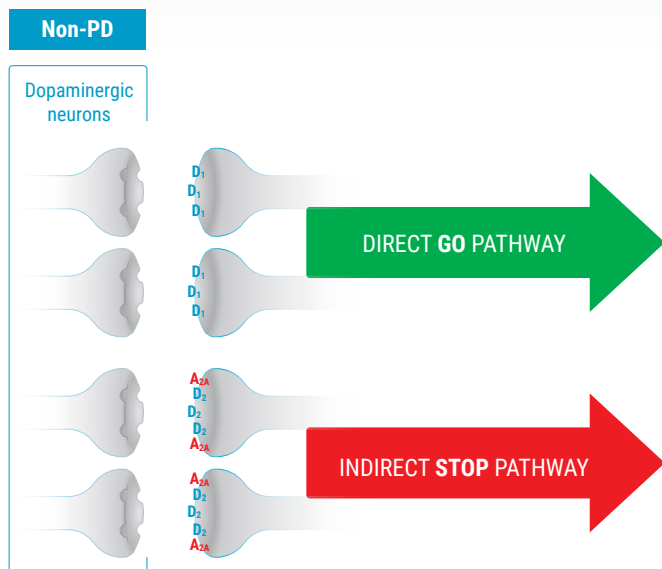 Non-PD
Dopaminergic
neurons
D1
D1
D1
DIRECT GO PATHWAY
D1
D1
D1
A2A
D2
D2
D2
A2A
INDIRECT STOP PATHWAY
A2A
D2
D2
D2
A2A